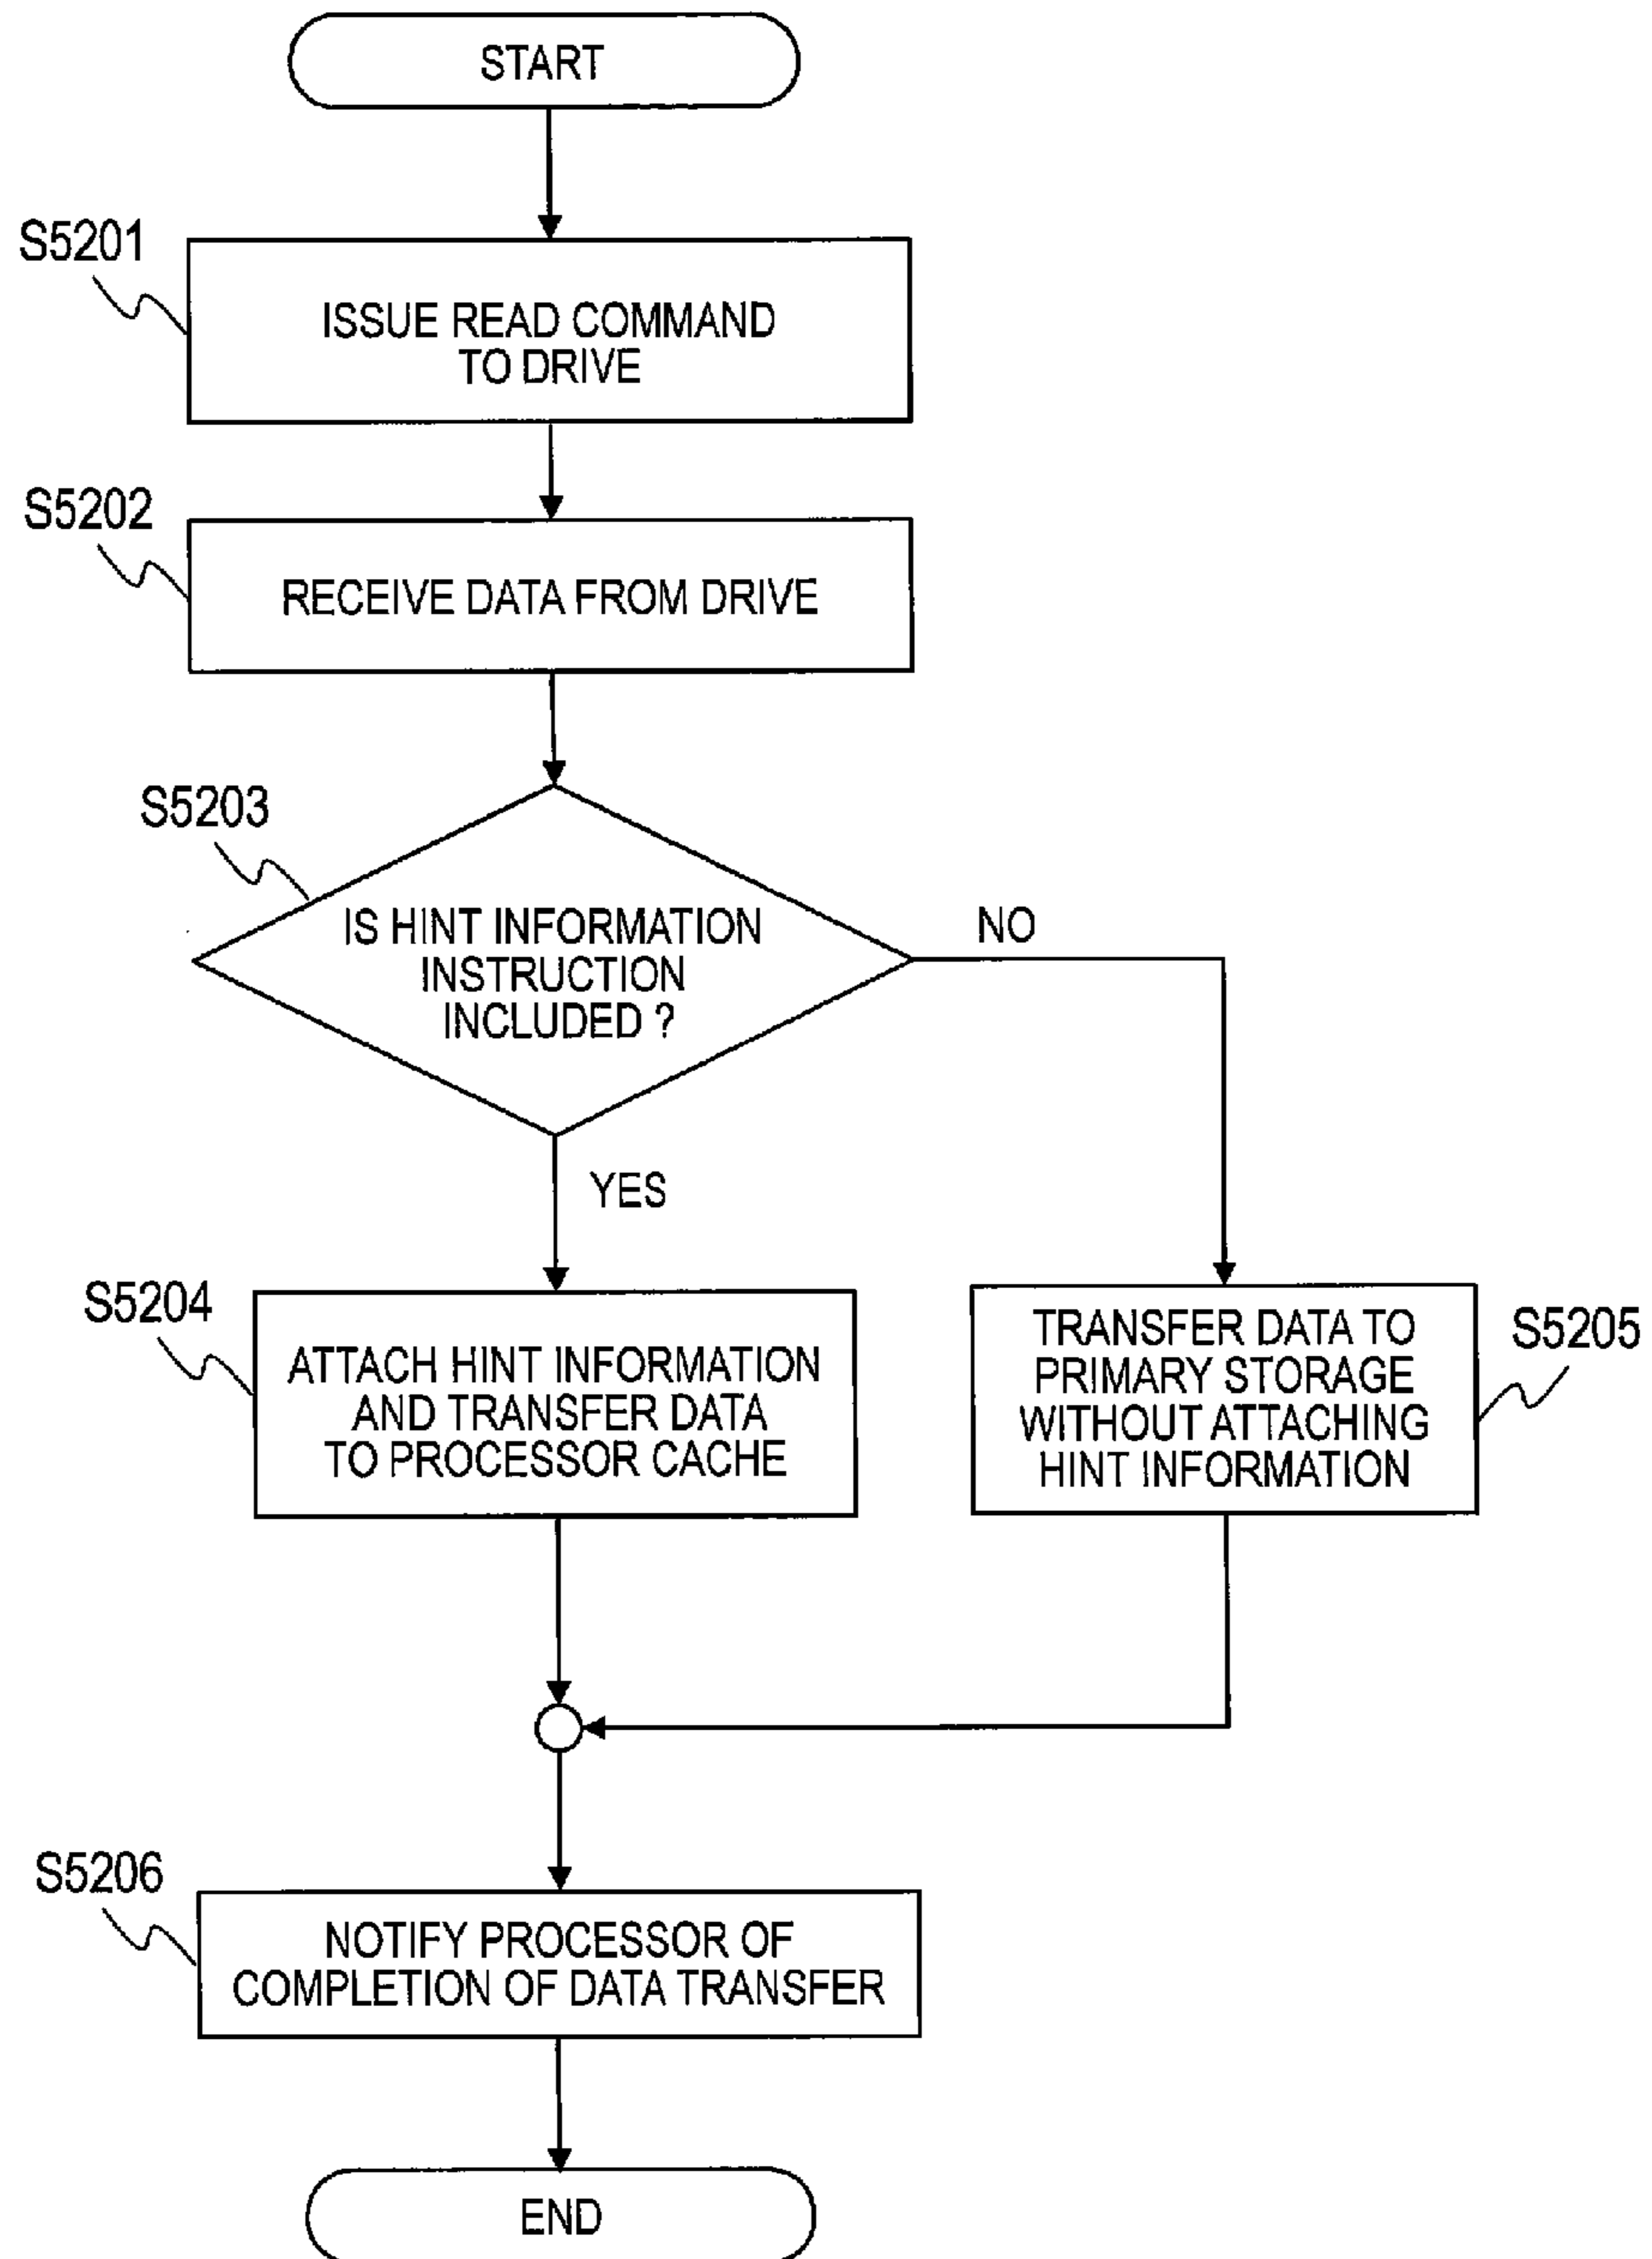 START
S5201
ISSUE READ COMMAND
TO DRIVE
S5202
RECEIVE DATA FROM DRIVE
S5203
IS HINT INFORMATION
INSTRUCTION
INCLUDED ?
NO
YES
S5204
ATTACH HINT INFORMATION
AND TRANSFER DATA
TO PROCESSOR CACHE
TRANSFER DATA TO
PRIMARY STORAGE
WITHOUT ATTACHING
HINT INFORMATION
S5205
S5206
NOTIFY PROCESSOR OF
COMPLETION OF DATA TRANSFER
END